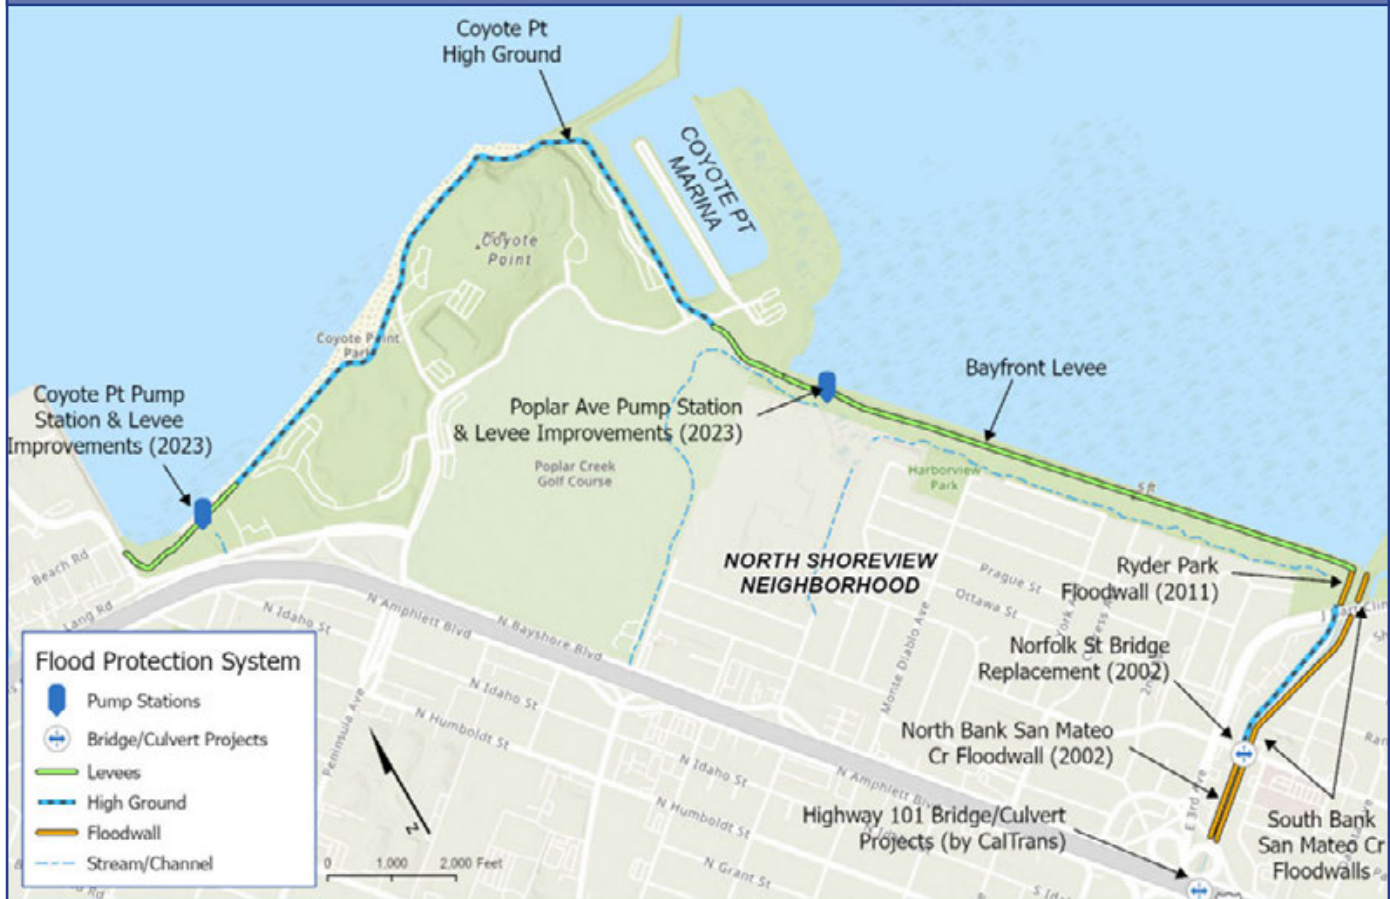 Coyote Pt
High Ground
COYOTE PT
MARINA
Coyote
Point
Coyote Point
Park
Coyote Pt Pump
Station & Levee
Improvements (2023)
Bayfront Levee
Poplar Ave Pump Station
& Levee Improvements (2023)
Poplar Creek
Golf Course
Harborview
Park
5 ft
Beach Rd
Lang Rd
NORTH SHOREVIEW
NEIGHBORHOOD
Prague St
Ottawa St
Ryder Park
Floodwall (2011)
N Idaho St
N Amphlett Blvd
N Bayshore Blvd
Monte Diablo Ave
Norfolk St Bridge
Replacement (2002)
Peninsula Ave
N Idaho St
N Humboldt St
North Bank San Mateo
Cr Floodwall (2002)
N Idaho St
N Amphlett Blv
E 3rd Ave
N Humboldt St
Highway 101 Bridge/Culvert
Projects (by CalTrans)
South Bank
San Mateo Cr
Floodwalls
N Grant St
S Id
Flood Protection System
Pump Stations
Bridge/Culvert Projects
Levees
High Ground
Floodwall
Stream/Channel
N
0 1,000 2,000 Feet